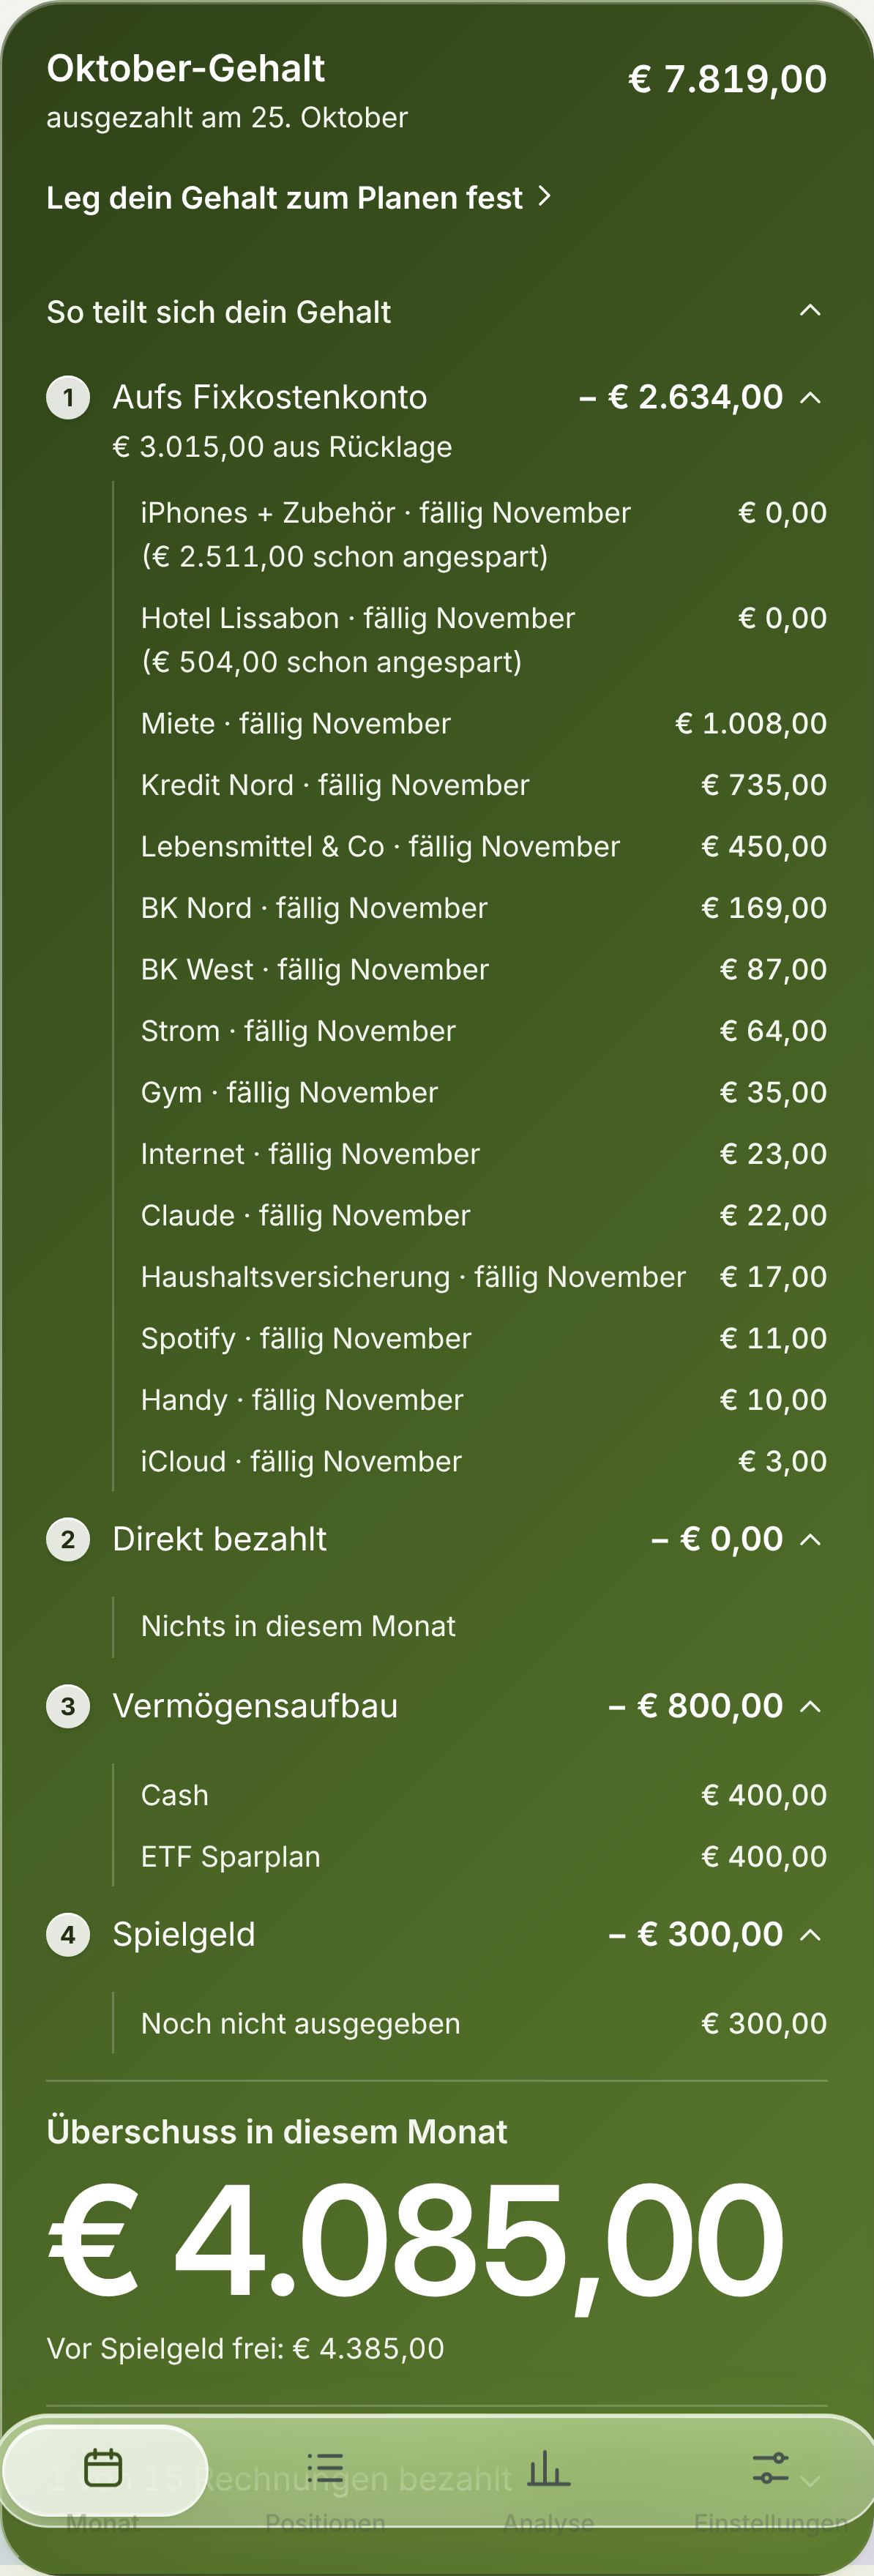 Oktober-Gehalt
€ 7.819,00
ausgezahlt am 25. Oktober
Leg dein Gehalt zum Planen fest
So teilt sich dein Gehalt
1 Aufs Fixkostenkonto – € 2.634,00
€ 3.015,00 aus Rücklage
iPhones + Zubehör · fällig November € 0,00
(€ 2.511,00 schon angespart)
Hotel Lissabon · fällig November € 0,00
(€ 504,00 schon angespart)
Miete · fällig November € 1.008,00
Kredit Nord · fällig November € 735,00
Lebensmittel & Co · fällig November € 450,00
BK Nord · fällig November € 169,00
BK West · fällig November € 87,00
Strom · fällig November € 64,00
Gym · fällig November € 35,00
Internet · fällig November € 23,00
Claude · fällig November € 22,00
Haushaltsversicherung · fällig November € 17,00
Spotify · fällig November € 11,00
Handy · fällig November € 10,00
iCloud · fällig November € 3,00
2 Direkt bezahlt – € 0,00
Nichts in diesem Monat
3 Vermögensaufbau – € 800,00
Cash € 400,00
ETF Sparplan € 400,00
4 Spielgeld – € 300,00
Noch nicht ausgegeben € 300,00
Überschuss in diesem Monat
€ 4.085,00
Vor Spielgeld frei: € 4.385,00
15 Rechnungen bezahlt
Monat Positionen Analyse Einstellungen